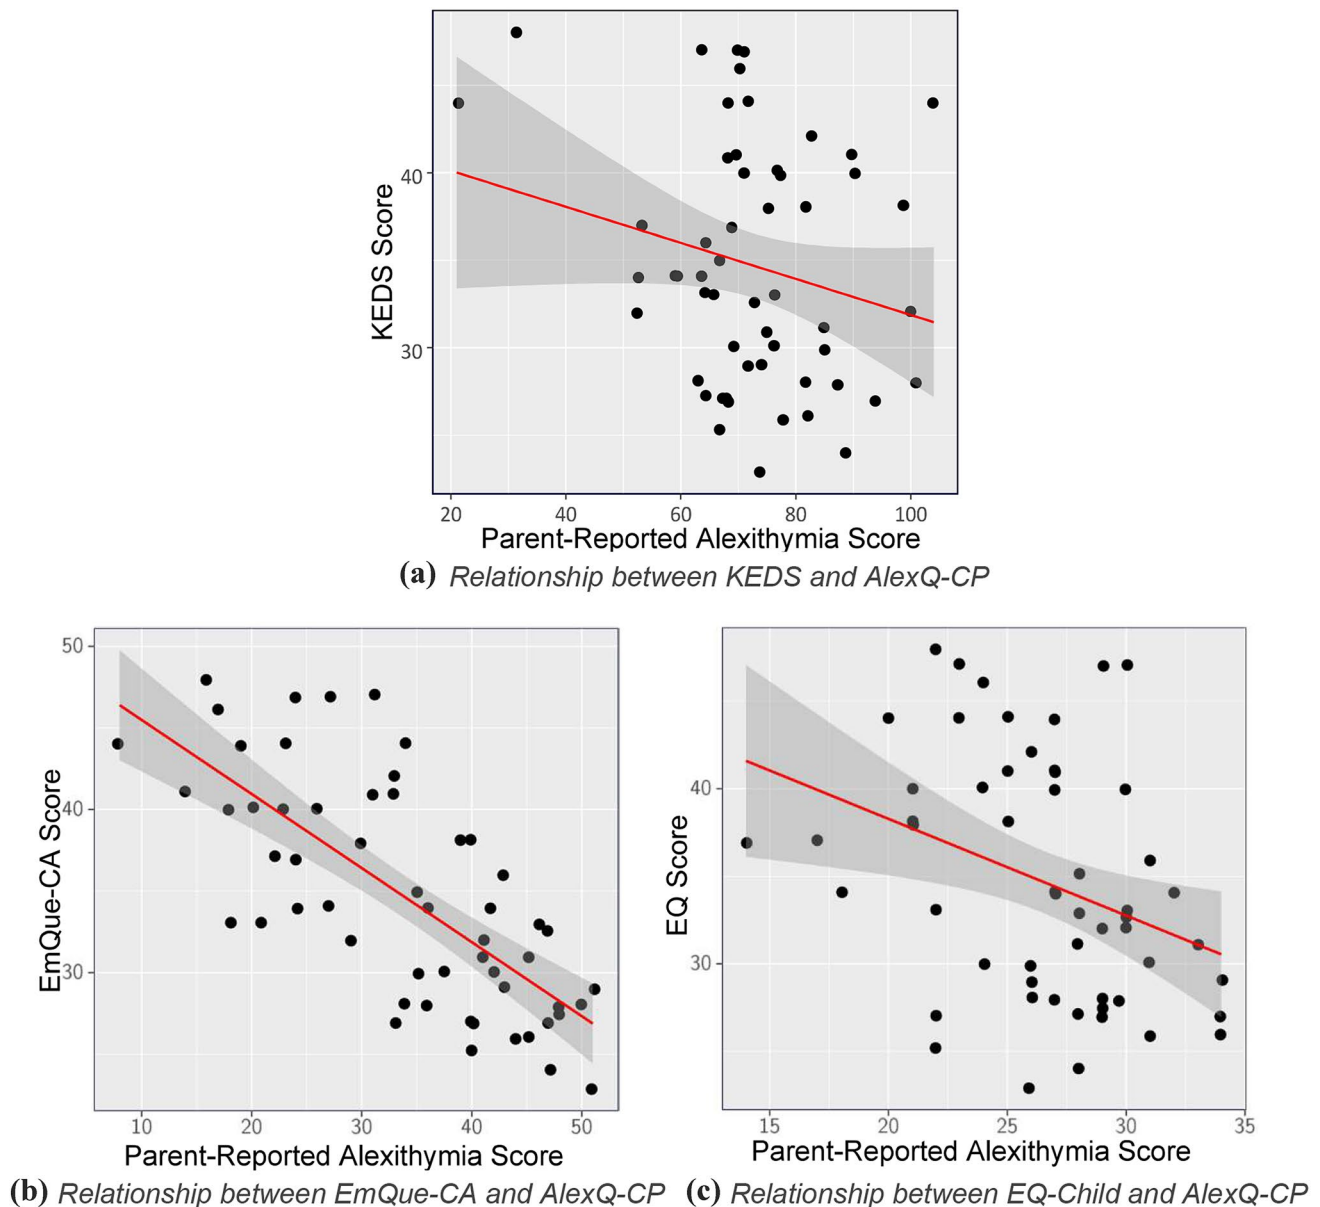 KEDS Score
40
30
20 40 60 80 100
Parent-Reported Alexithymia Score
(a) Relationship between KEDS and AlexQ-CP
EmQue-CA Score
50
40
30
10 20 30 40 50
Parent-Reported Alexithymia Score
(b) Relationship between EmQue-CA and AlexQ-CP
EQ Score
40
30
15 20 25 30 35
Parent-Reported Alexithymia Score
(c) Relationship between EQ-Child and AlexQ-CP